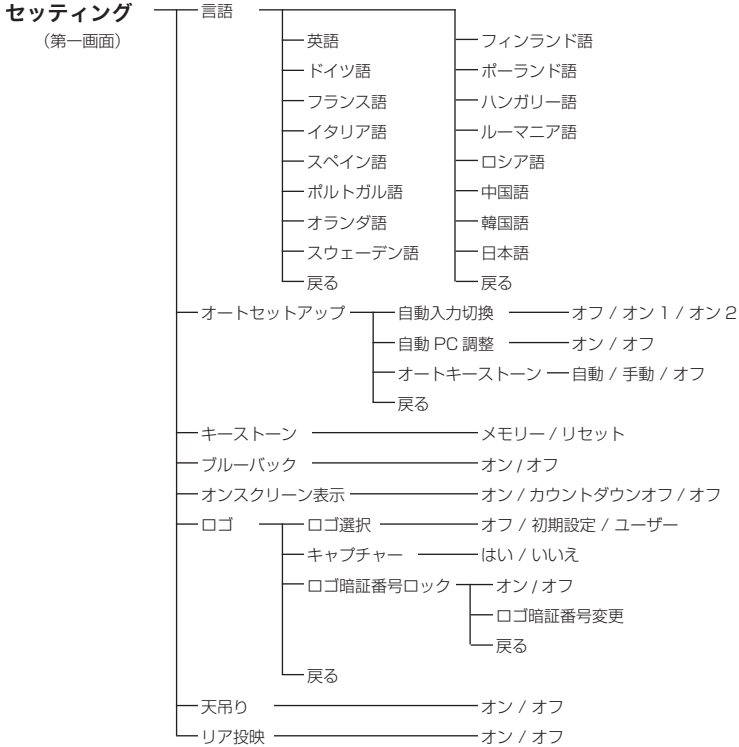 セッティング 言語
（第一画面）
英語 フィンランド語
ドイツ語 ポーランド語
フランス語 ハンガリー語
イタリア語 ルーマニア語
スペイン語 ロシア語
ポルトガル語 中国語
オランダ語 韓国語
スウェーデン語 日本語
戻る 戻る
オートセットアップ 自動入力切換 オフ / オン 1 / オン 2
自動 PC 調整 オン / オフ
オートキーストーン 自動 / 手動 / オフ
戻る
キーストーン メモリー / リセット
ブルーバック オン / オフ
オンスクリーン表示 オン / カウントダウンオフ / オフ
ロゴ ロゴ選択 オフ / 初期設定 / ユーザー
キャプチャー はい / いいえ
ロゴ暗証番号ロック オン / オフ
ロゴ暗証番号変更
戻る
戻る
天吊り オン / オフ
リア投映 オン / オフ